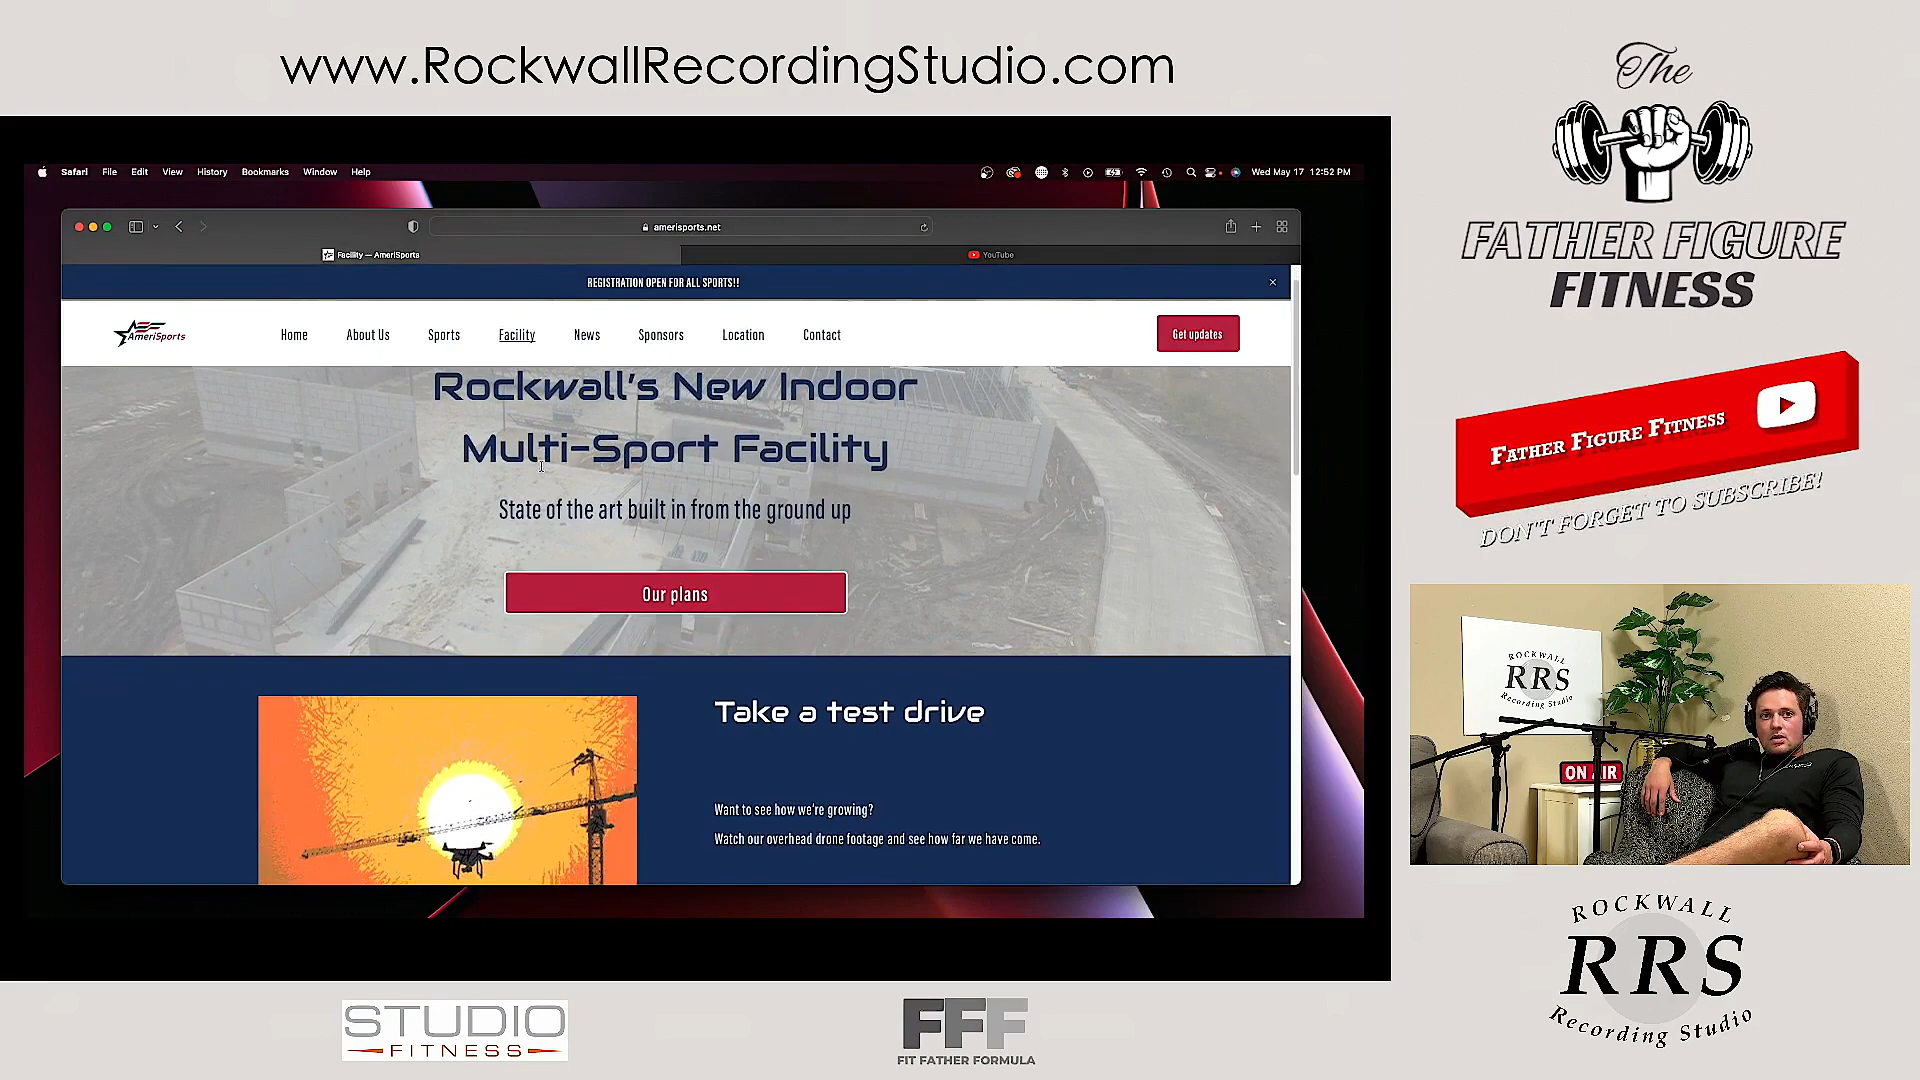 www.RockwallRecordingStudio.com
The
FATHER FIGURE
FITNESS
Safari File Edit View History Bookmarks Window Help
Wed May 17 12:52 PM
amerisports.net
Facility — AmeriSports
YouTube
REGISTRATION OPEN FOR ALL SPORTS!!
AmeriSports
Home About Us Sports Facility News Sponsors Location Contact
Get updates
Rockwall's New Indoor
Multi-Sport Facility
State of the art built in from the ground up
Our plans
Take a test drive
Want to see how we're growing?
Watch our overhead drone footage and see how far we have come.
FATHER FIGURE FITNESS
DON'T FORGET TO SUBSCRIBE!
ROCKWALL
RRS
Recording Studio
ON AIR
ROCKWALL
RRS
Recording Studio
STUDIO
FITNESS
FFF
FIT FATHER FORMULA